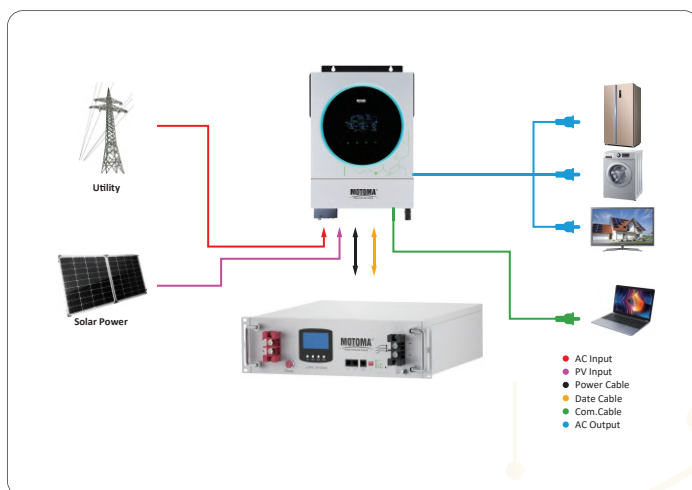 MOTOMA
Utility
Solar Power
MOTOMA
AC Input
PV Input
Power Cable
Date Cable
Com.Cable
AC Output